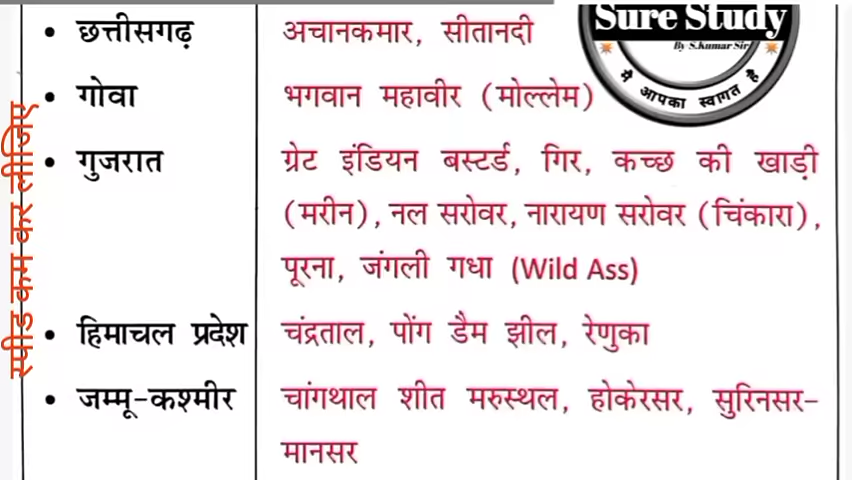 Sure Study
By S.Kumar Sir
मै आपका स्वागत है
स्पीड कम कर लीजिए
• छत्तीसगढ़ अचानकमार, सीतानदी
• गोवा भगवान महावीर (मोल्लेम)
• गुजरात ग्रेट इंडियन बस्टर्ड, गिर, कच्छ की खाड़ी
(मरीन), नल सरोवर, नारायण सरोवर (चिंकारा),
पूरना, जंगली गधा (Wild Ass)
• हिमाचल प्रदेश चंद्रताल, पोंग डैम झील, रेणुका
• जम्मू-कश्मीर चांगथाल शीत मरुस्थल, होकेरसर, सुरिनसर-
मानसर